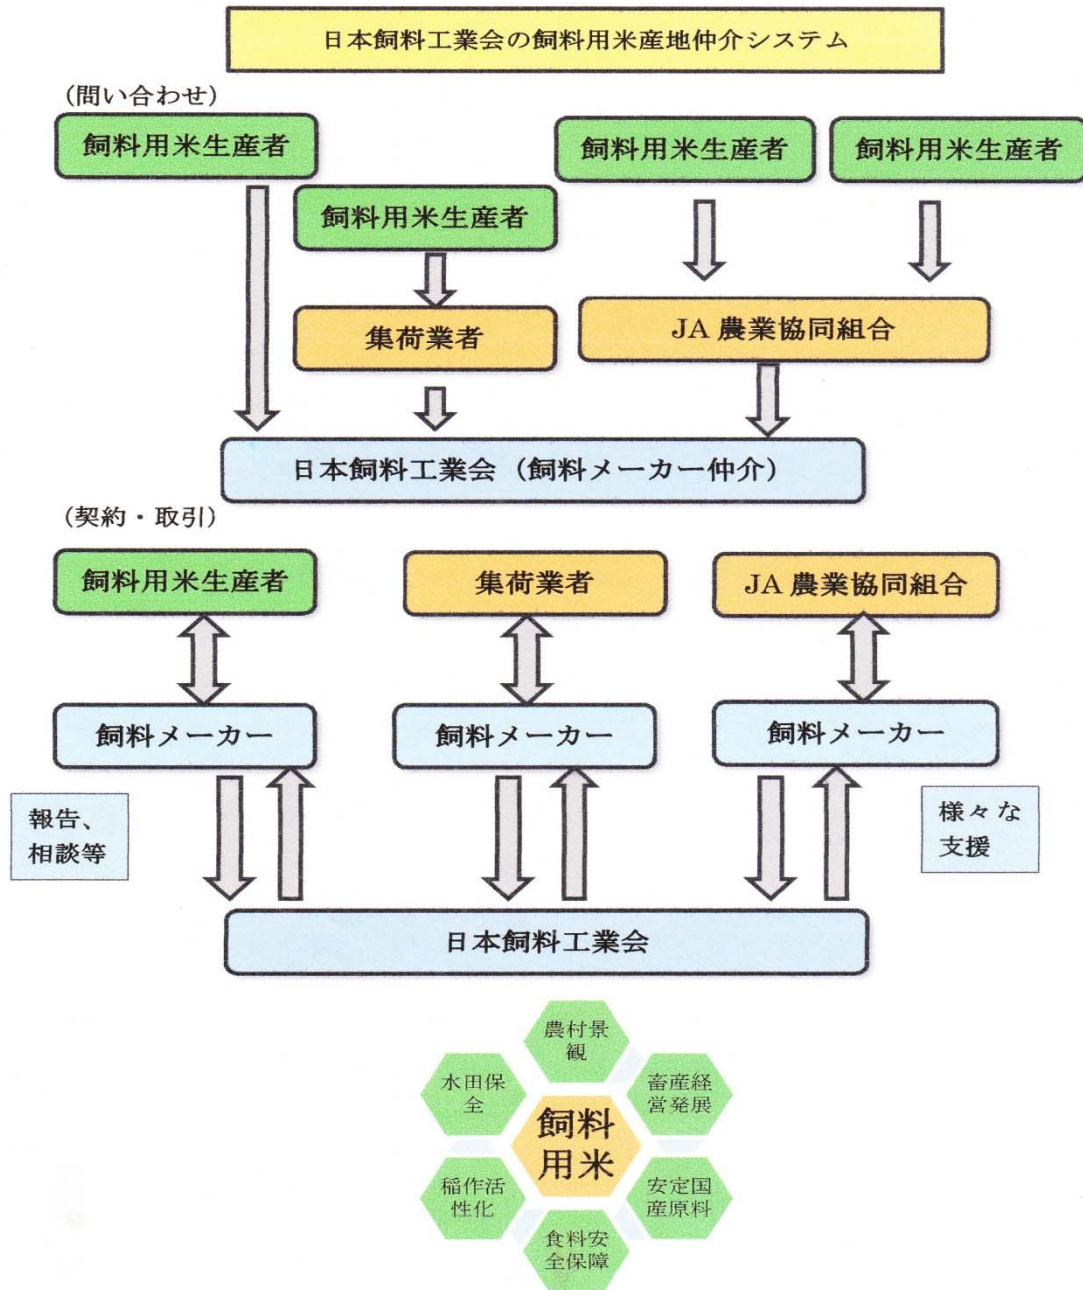 日本飼料工業会の飼料用米産地仲介システム
(問い合わせ)
飼料用米生産者
飼料用米生産者
飼料用米生産者
飼料用米生産者
集荷業者
JA 農業協同組合
日本飼料工業会（飼料メーカー仲介）
(契約・取引)
飼料用米生産者
集荷業者
JA 農業協同組合
飼料メーカー
飼料メーカー
飼料メーカー
報告、
相談等
様々な
支援
日本飼料工業会
農村景
観
水田保
全
畜産経
営発展
飼料
用米
稲作活
性化
安定国
産原料
食料安
全保障